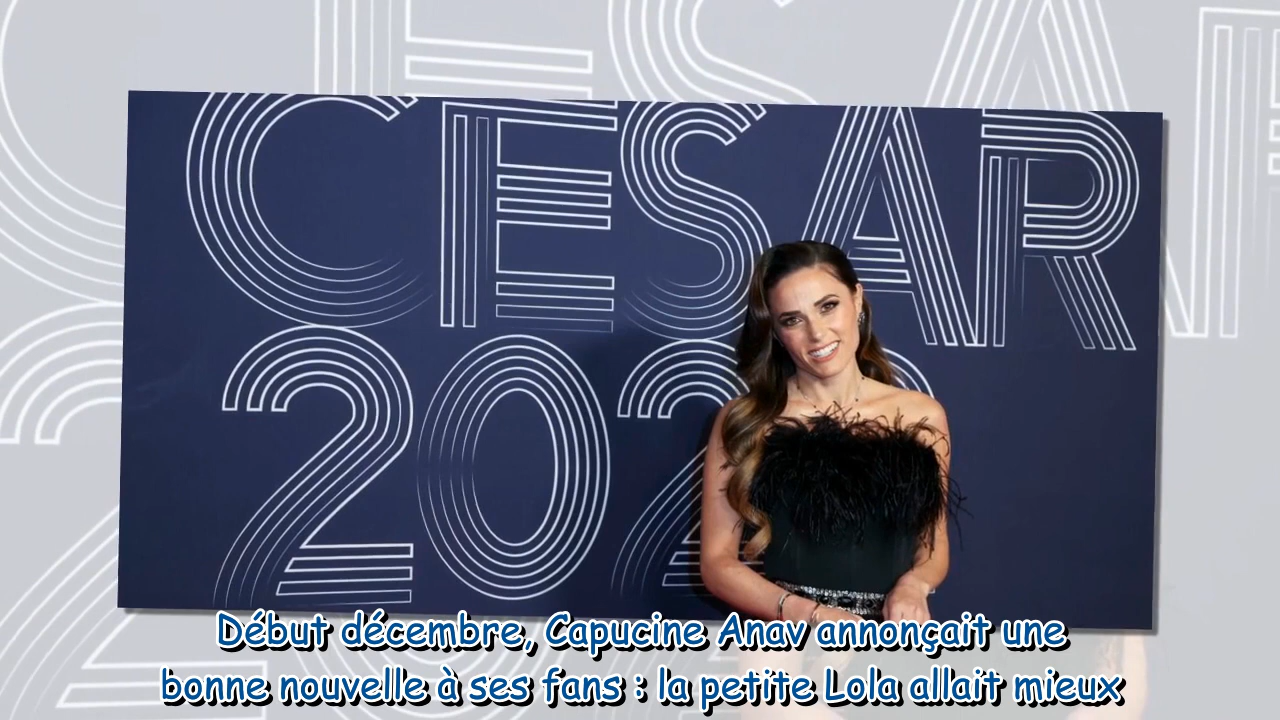 CESAR
202
Début décembre, Capucine Anav annonçait une
bonne nouvelle à ses fans : la petite Lola allait mieux